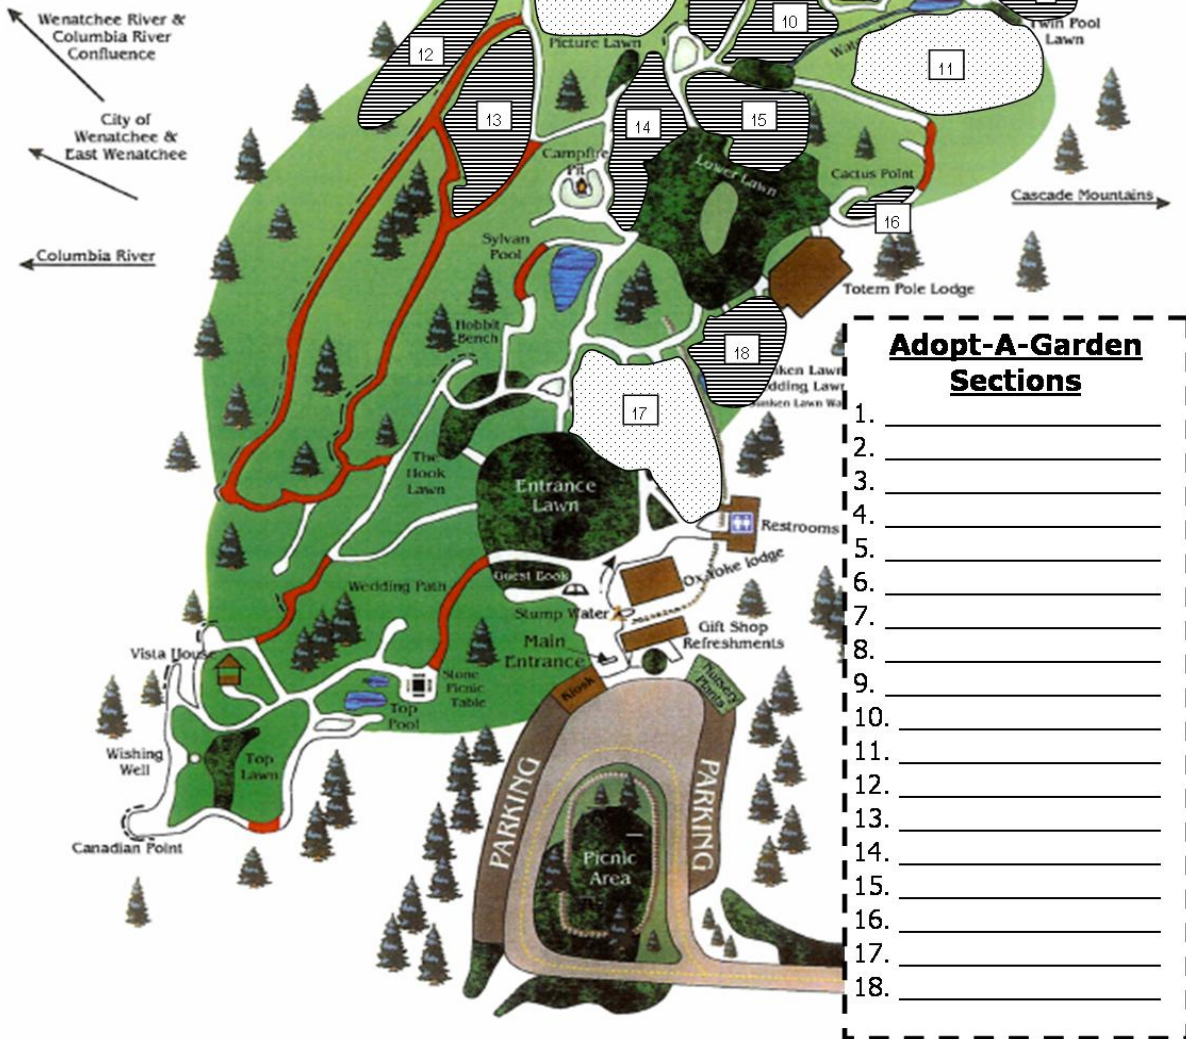 Wenatchee River &
Columbia River
Confluence
City of
Wenatchee &
East Wenatchee
Columbia River
12
Picture Lawn
10
11
Twin Pool
Lawn
13
14
15
Campfire
Pit
Lower Lawn
Cactus Point
Cascade Mountains
16
Sylvan
Pool
Totem Pole Lodge
Hobbit
Bench
18
17
The
Hook
Lawn
Entrance
Lawn
Restrooms
Guest Book
Ox Yoke lodge
Wedding Path
Stump Water
Gift Shop
Refreshments
Main
Entrance
Vista House
Stone
Picnic
Table
Kiosk
Nursery
Plants
Top
Pool
Wishing
Well
Top
Lawn
Canadian Point
PARKING
PARKING
Picnic
Area
Adopt-A-Garden
Sections
1.
2.
3.
4.
5.
6.
7.
8.
9.
10.
11.
12.
13.
14.
15.
16.
17.
18.